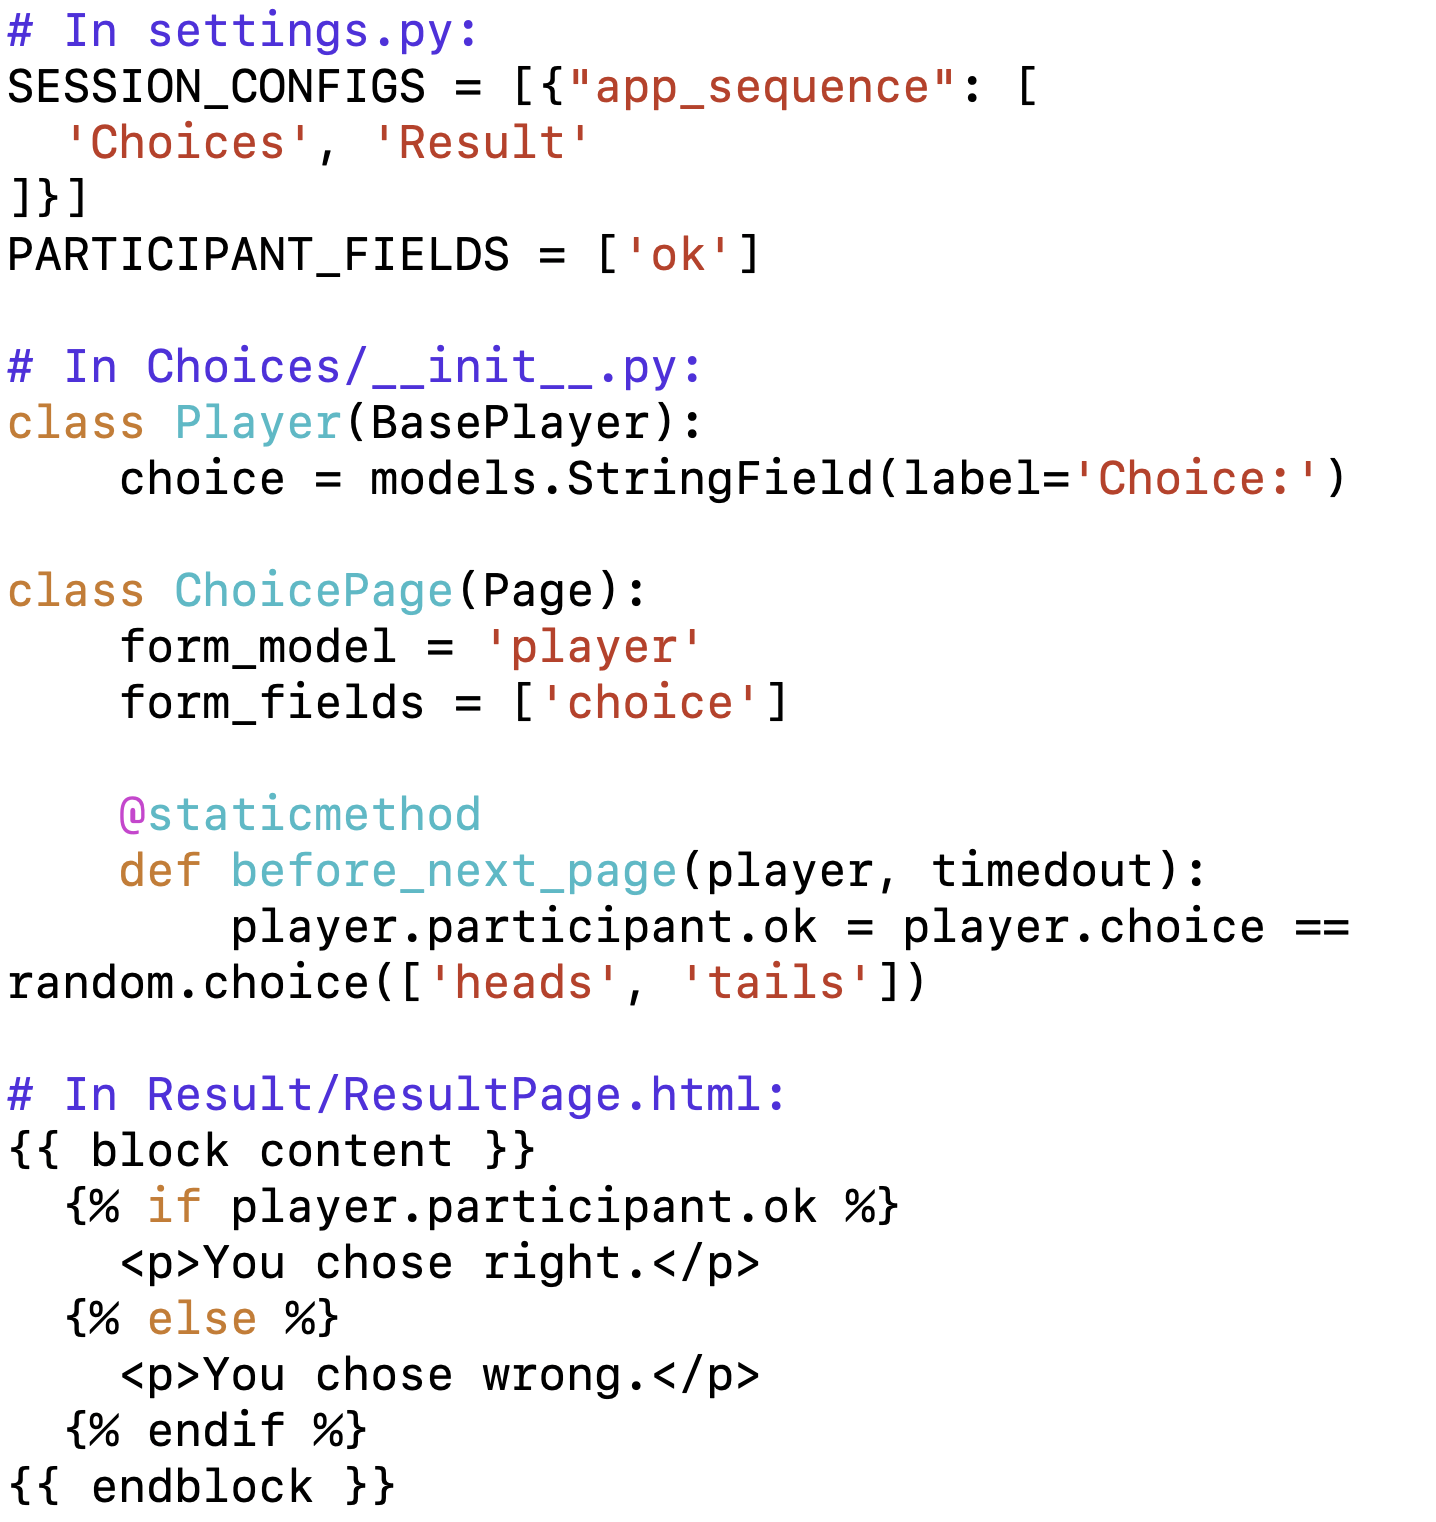 # In settings.py:
SESSION_CONFIGS = [{"app_sequence": [
  'Choices', 'Result'
]}]
PARTICIPANT_FIELDS = ['ok']

# In Choices/__init__.py:
class Player(BasePlayer):
    choice = models.StringField(label='Choice:')

class ChoicePage(Page):
    form_model = 'player'
    form_fields = ['choice']

    @staticmethod
    def before_next_page(player, timedout):
        player.participant.ok = player.choice ==
random.choice(['heads', 'tails'])

# In Result/ResultPage.html:
{{ block content }}
  {% if player.participant.ok %}
    <p>You chose right.</p>
  {% else %}
    <p>You chose wrong.</p>
  {% endif %}
{{ endblock }}